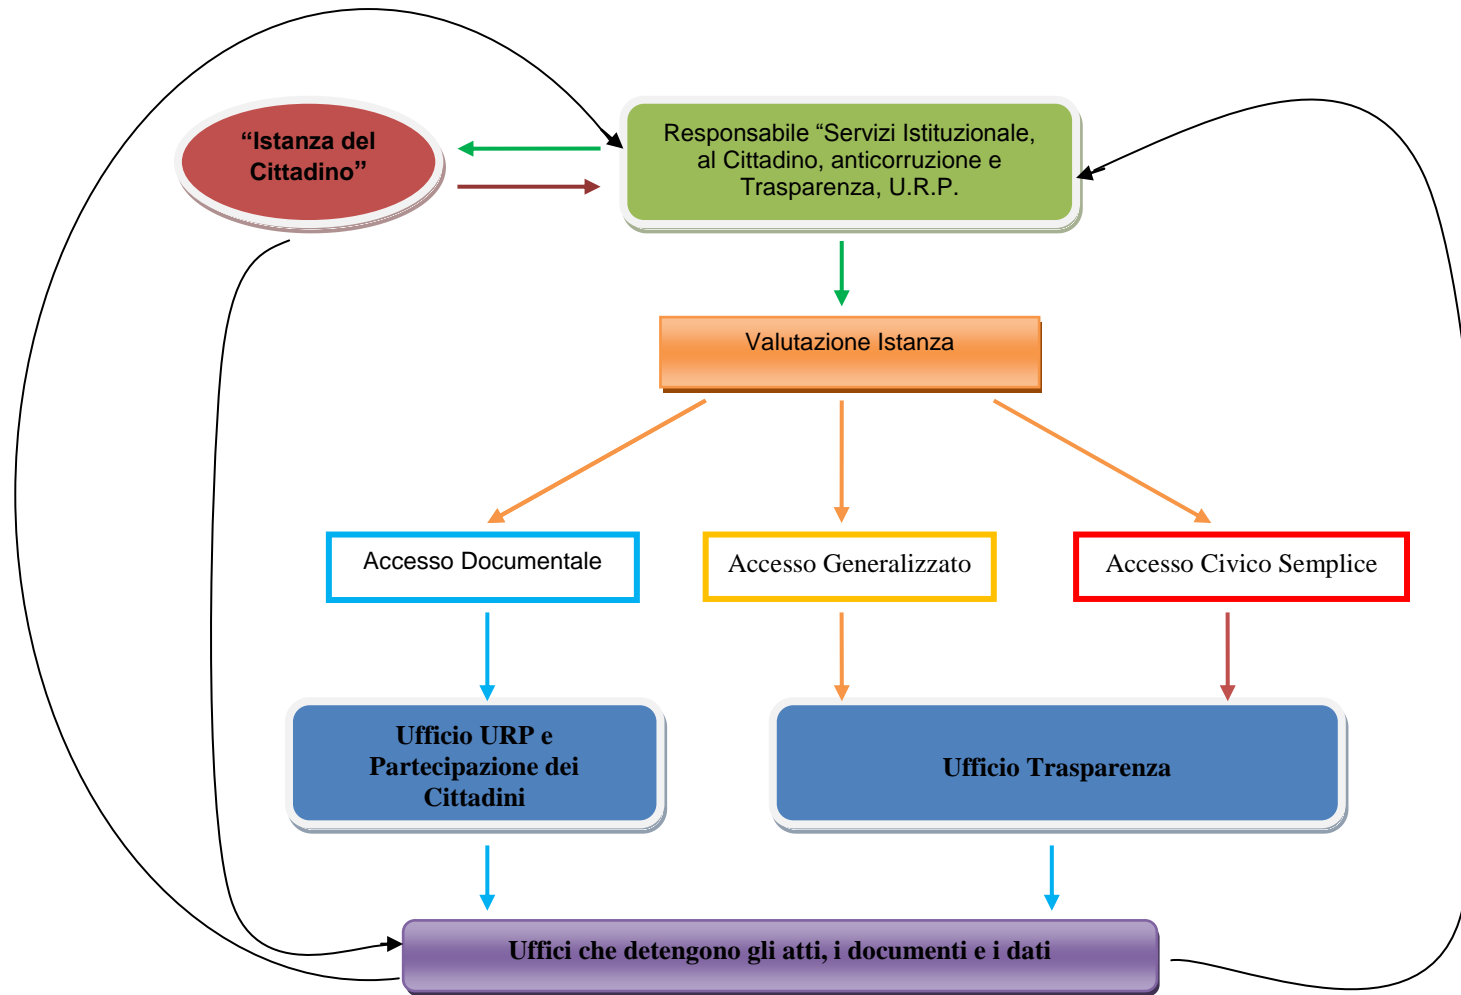 “Istanza del
Cittadino”
Responsabile “Servizi Istituzionale,
al Cittadino, anticorruzione e
Trasparenza, U.R.P.
Valutazione Istanza
Accesso Documentale
Accesso Generalizzato
Accesso Civico Semplice
Ufficio URP e
Partecipazione dei
Cittadini
Ufficio Trasparenza
Uffici che detengono gli atti, i documenti e i dati